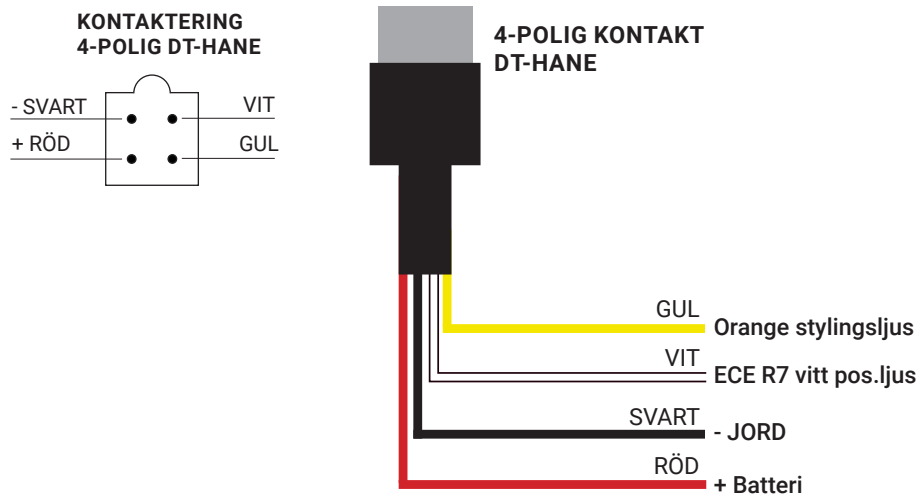 KONTAKTERING
4-POLIG DT-HANE
- SVART
VIT
+ RÖD
GUL
4-POLIG KONTAKT
DT-HANE
GUL
Orange stylingsljus
VIT
ECE R7 vitt pos.ljus
SVART
- JORD
RÖD
+ Batteri